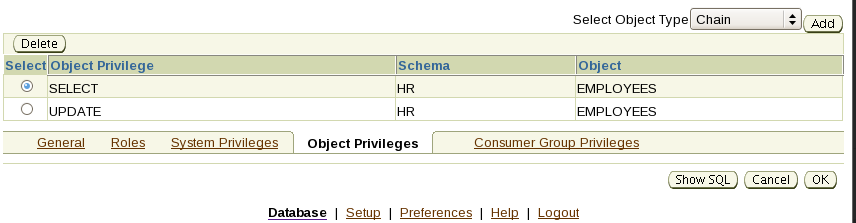 Select Object Type Chain Add
Delete
Select Object Privilege Schema Object
SELECT HR EMPLOYEES
UPDATE HR EMPLOYEES
General Roles System Privileges Object Privileges Consumer Group Privileges
Show SQL Cancel OK
Database | Setup | Preferences | Help | Logout